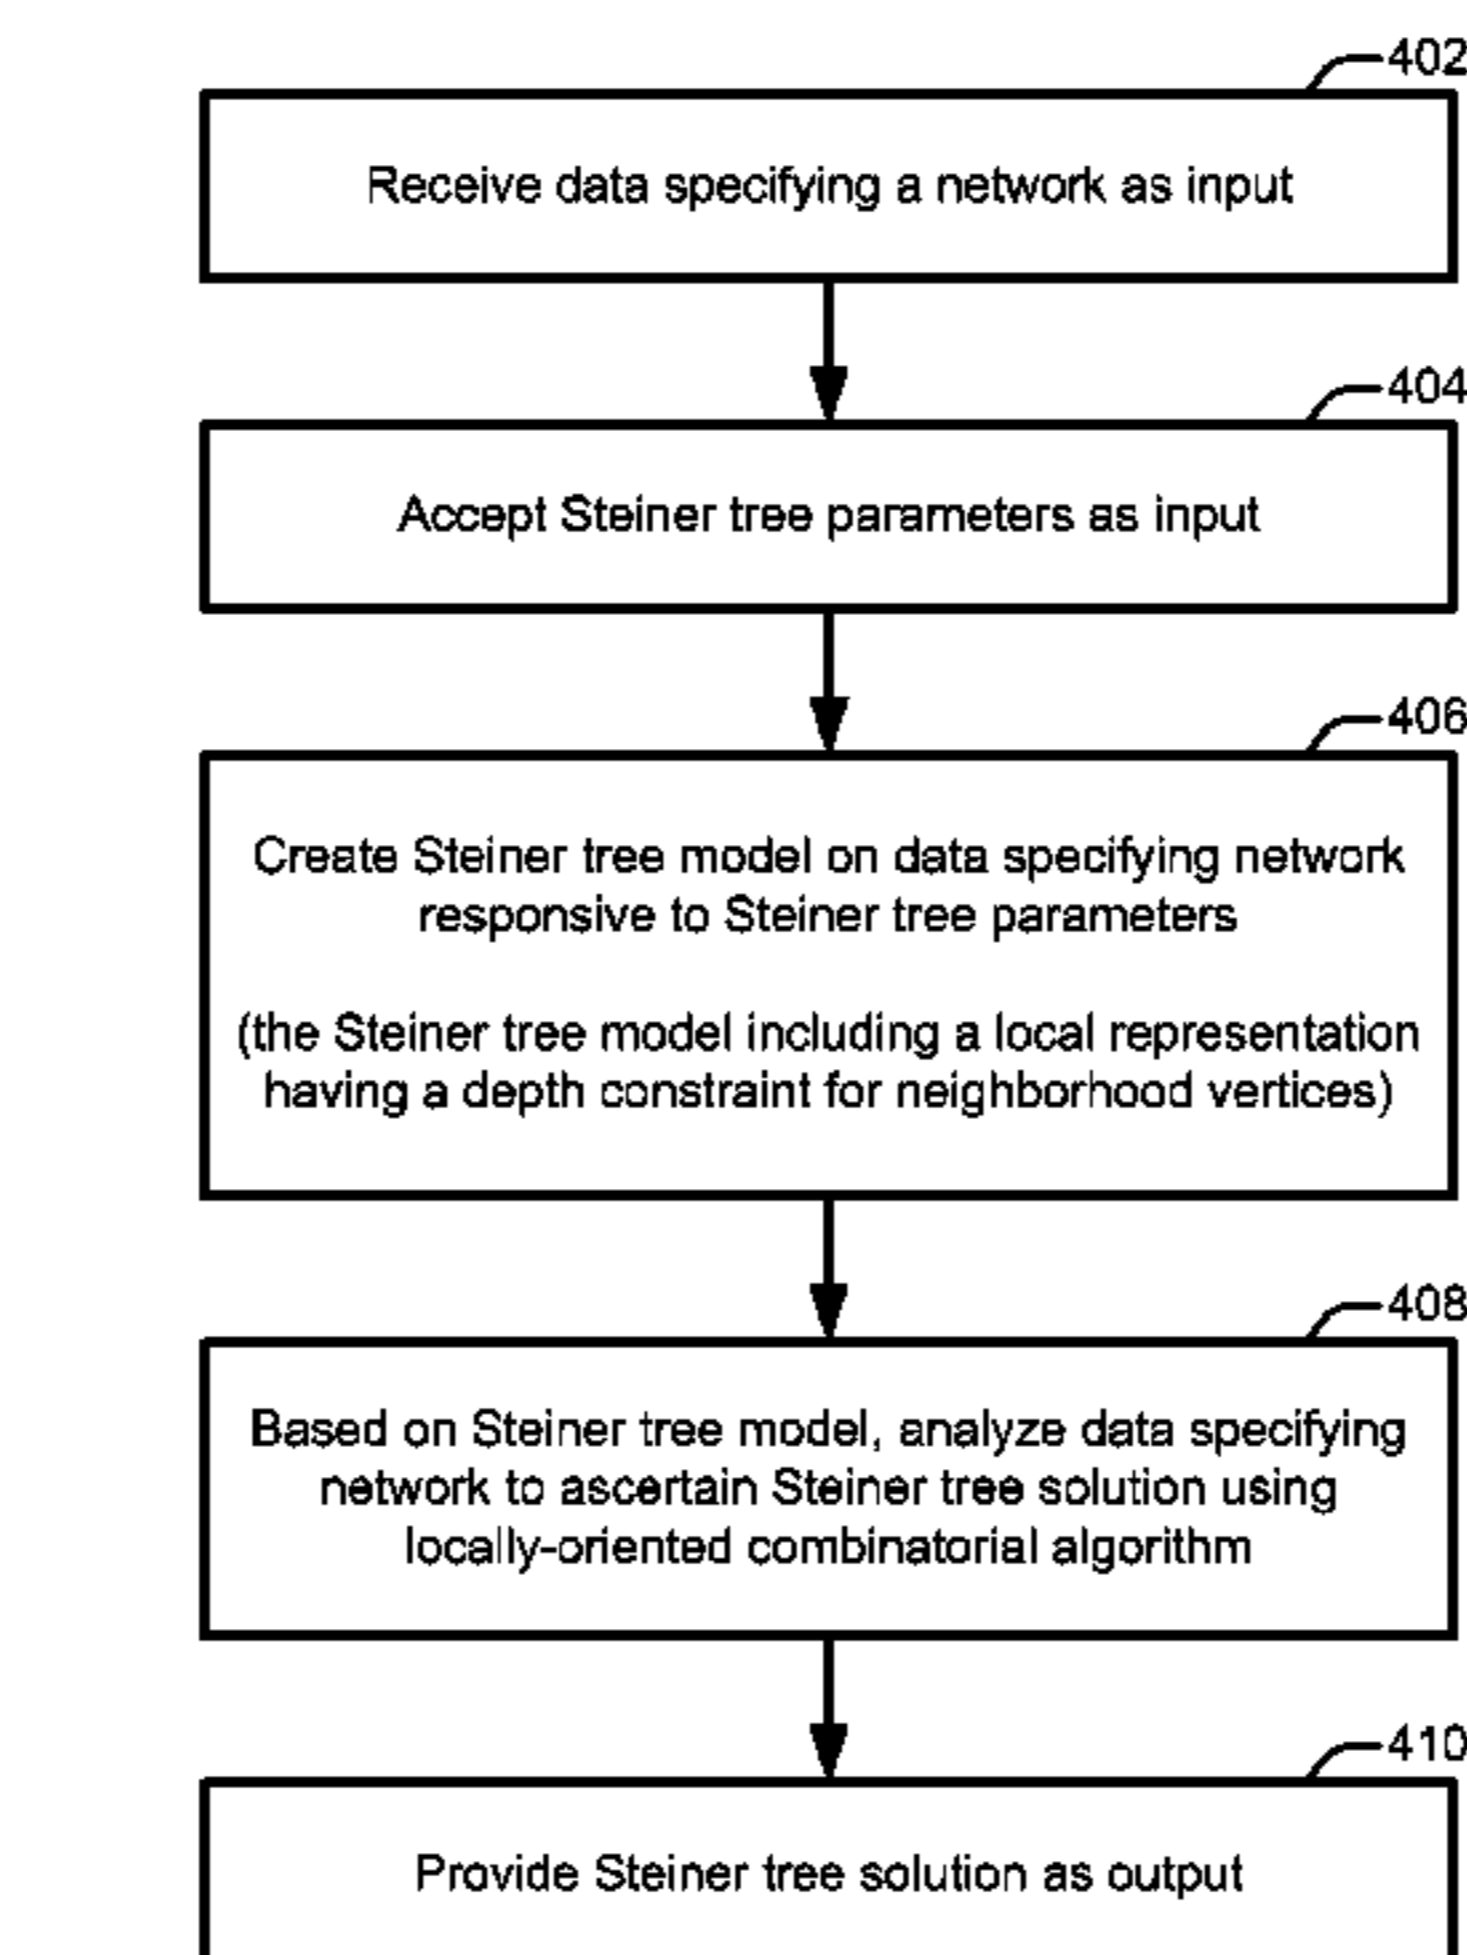 402
Receive data specifying a network as input
404
Accept Steiner tree parameters as input
406
Create Steiner tree model on data specifying network
responsive to Steiner tree parameters
(the Steiner tree model including a local representation
having a depth constraint for neighborhood vertices)
408
Based on Steiner tree model, analyze data specifying
network to ascertain Steiner tree solution using
locally-oriented combinatorial algorithm
410
Provide Steiner tree solution as output